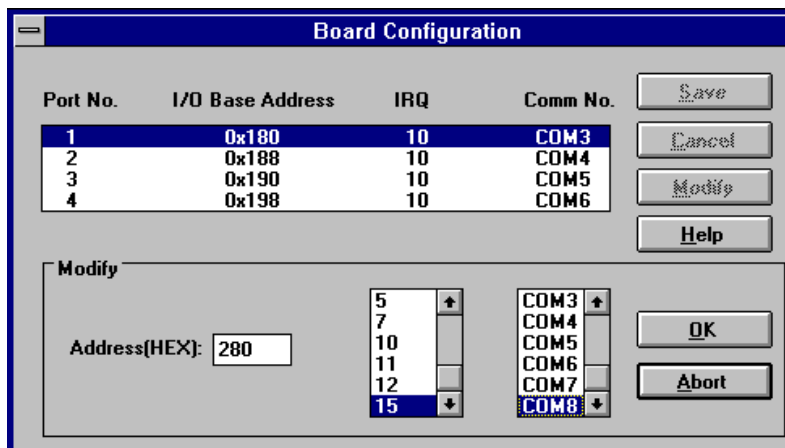 Board Configuration
Port No. I/O Base Address IRQ Comm No.
1 0x180 10 COM3
2 0x188 10 COM4
3 0x190 10 COM5
4 0x198 10 COM6
Save
Cancel
Modify
Help
Modify
Address(HEX): 280
5
7
10
11
12
15
COM3
COM4
COM5
COM6
COM7
COM8
OK
Abort